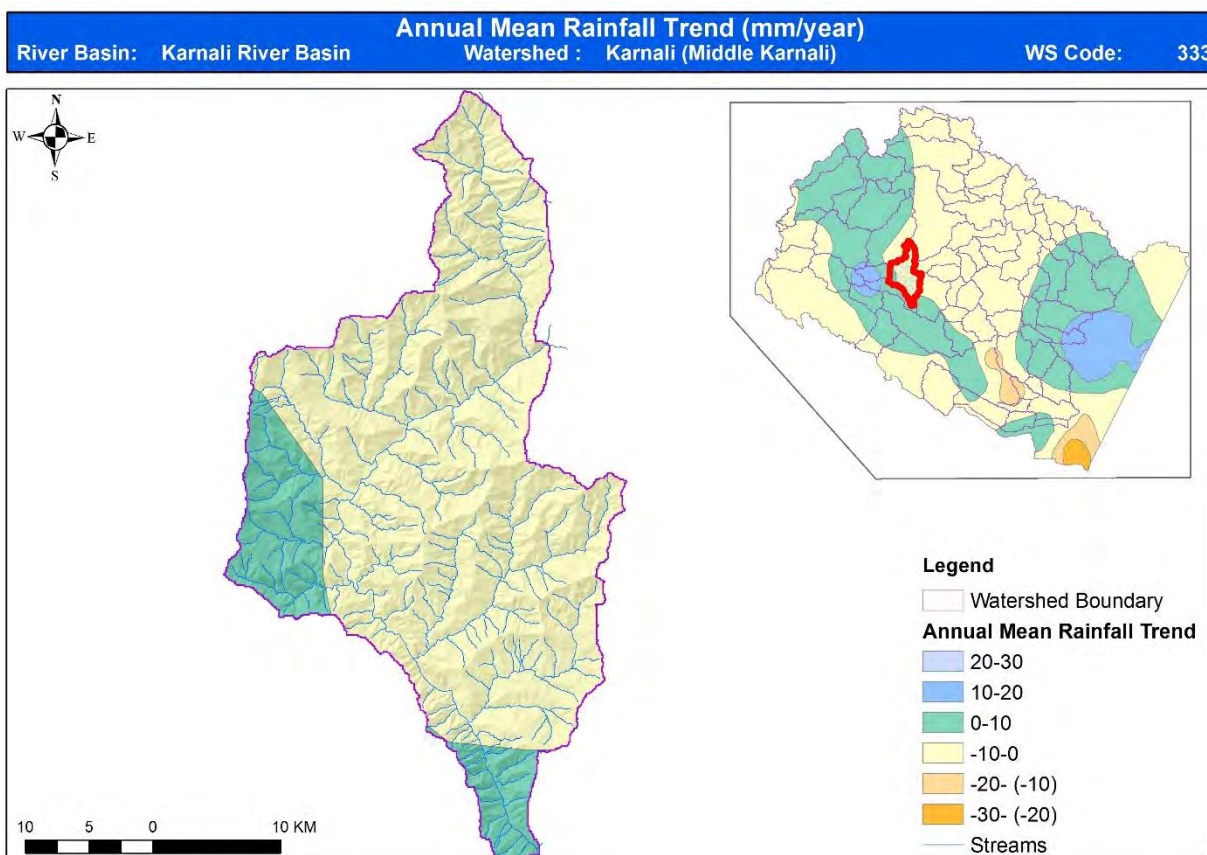 Annual Mean Rainfall Trend (mm/year)
River Basin: Karnali River Basin Watershed : Karnali (Middle Karnali) WS Code: 333
N
W E
S
Legend
Watershed Boundary
Annual Mean Rainfall Trend
20-30
10-20
0-10
-10-0
-20- (-10)
-30- (-20)
Streams
10 5 0 10 KM